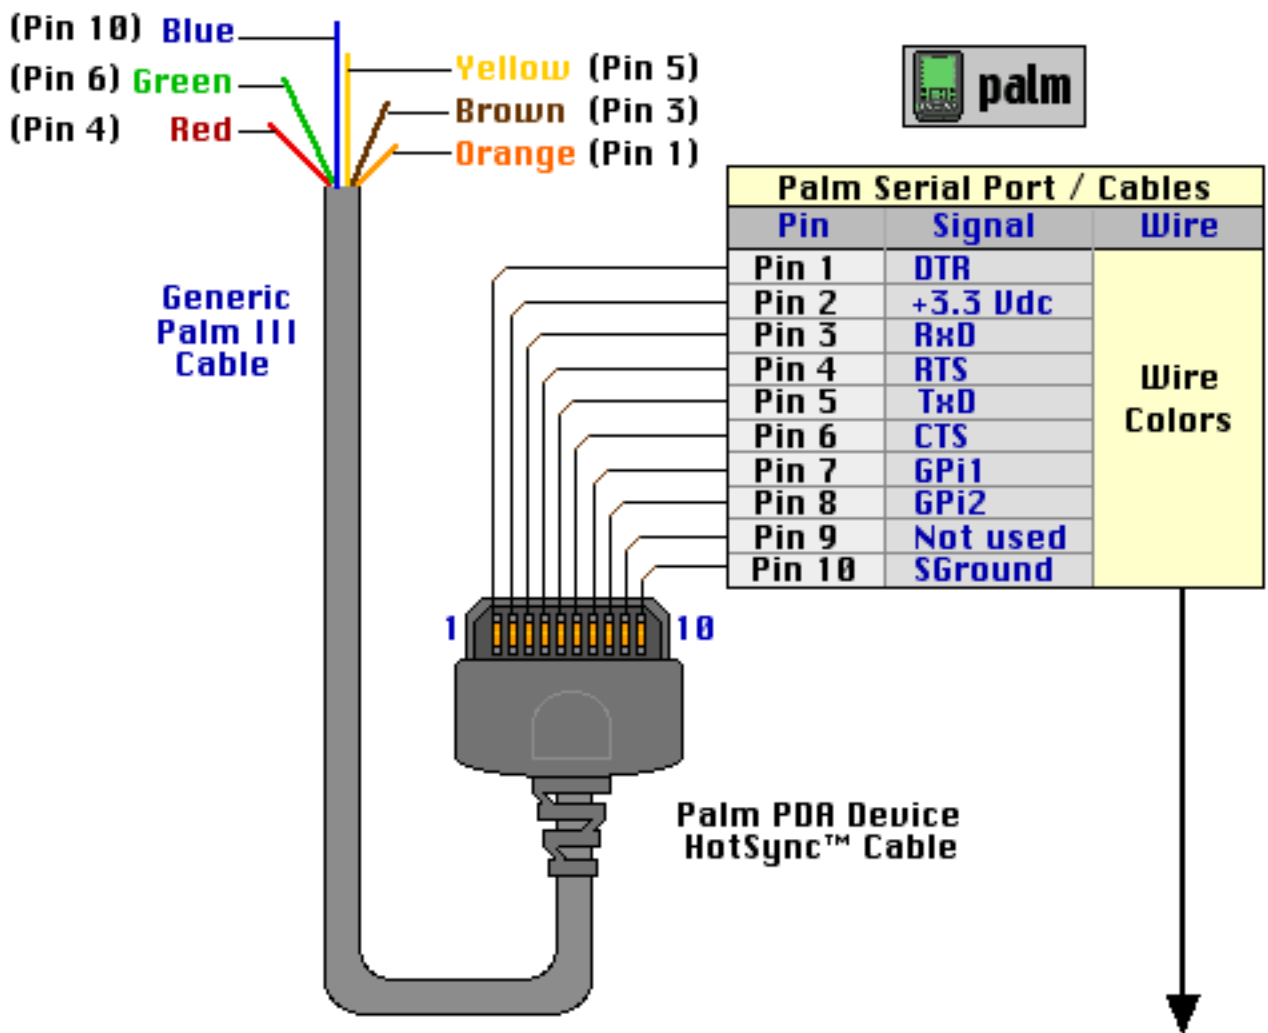 (Pin 10) Blue
(Pin 6) Green
(Pin 4) Red
Yellow (Pin 5)
Brown (Pin 3)
Orange (Pin 1)
palm
Generic
Palm III
Cable
Palm Serial Port / Cables
Pin Signal Wire
Pin 1 DTR
Pin 2 +3.3 Vdc
Pin 3 RxD
Pin 4 RTS
Pin 5 TxD
Pin 6 CTS
Pin 7 GPi1
Pin 8 GPi2
Pin 9 Not used
Pin 10 SGround
Wire
Colors
1 10
Palm PDA Device
HotSync™ Cable